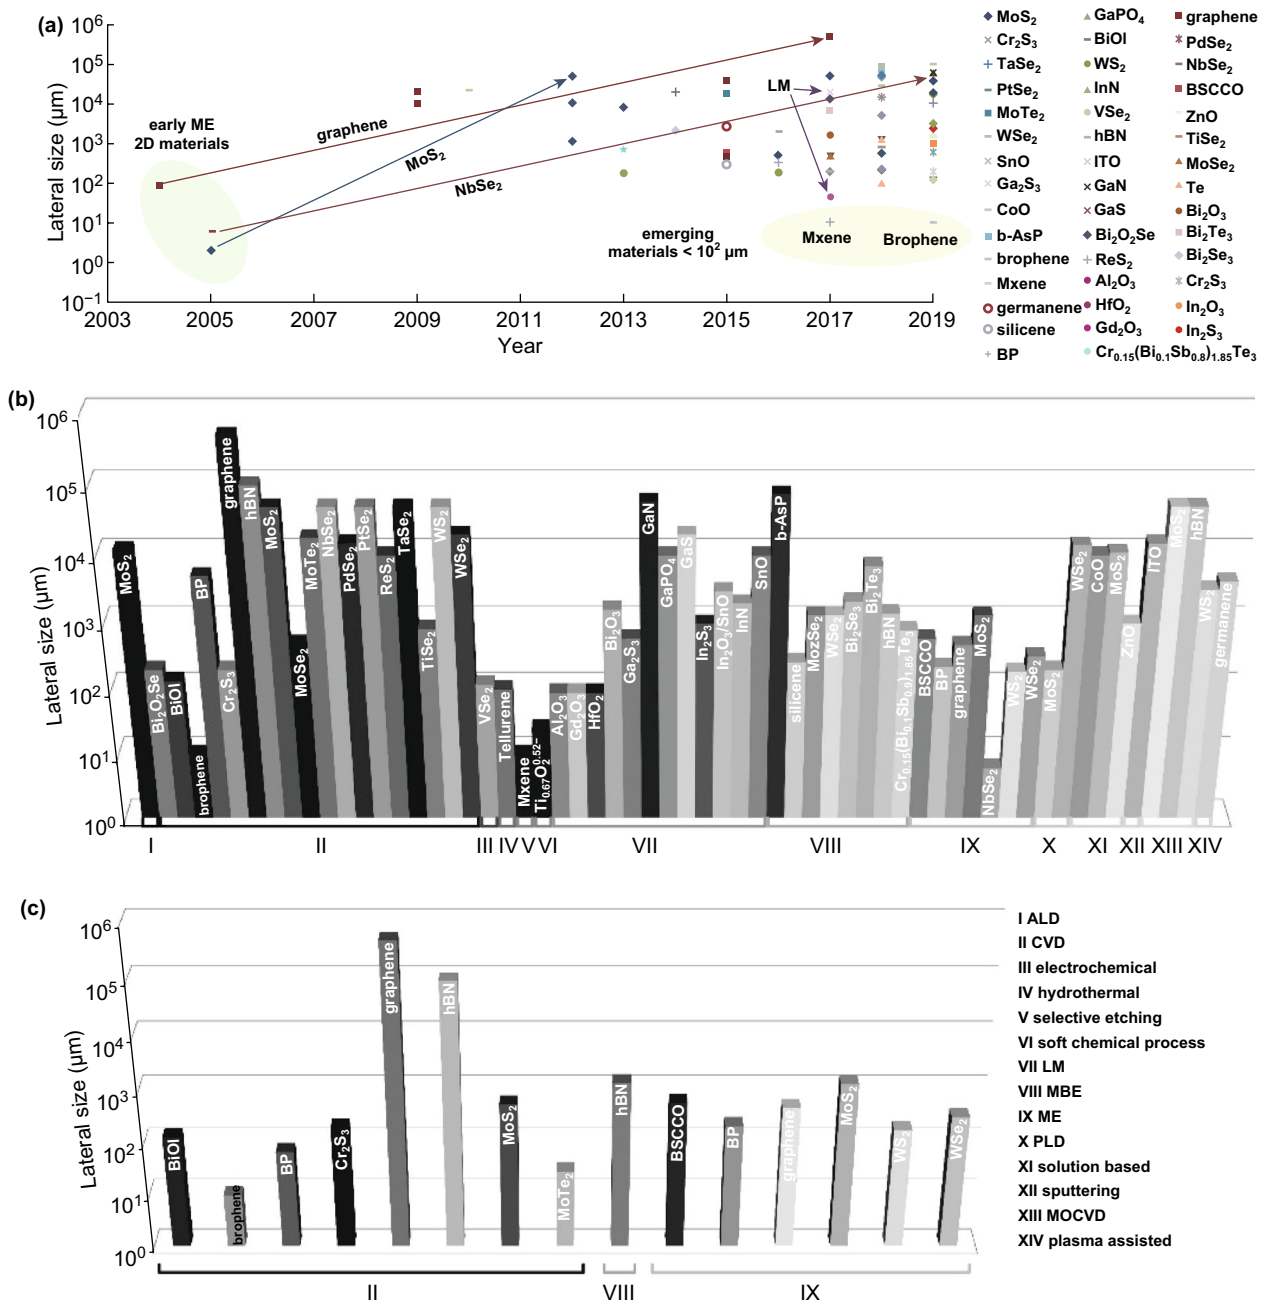 (a)
10⁶
10⁵
10⁴
10³
10²
10¹
10⁰
10⁻¹
Lateral size (μm)
2003
2005
2007
2009
2011
2013
2015
2017
2019
Year
early ME
2D materials
graphene
MoS₂
NbSe₂
LM
emerging
materials < 10² μm
Mxene
Brophene
MoS₂
Cr₂S₃
TaSe₂
PtSe₂
MoTe₂
WSe₂
SnO
Ga₂S₃
CoO
b-AsP
brophene
Mxene
germanene
silicene
BP
GaPO₄
BiOI
WS₂
InN
VSe₂
hBN
ITO
GaN
GaS
Bi₂O₂Se
ReS₂
Al₂O₃
HfO₂
Gd₂O₃
Cr₀.₁₅(Bi₀.₁Sb₀.₈)₁.₈₅Te₃
graphene
PdSe₂
NbSe₂
BSCCO
ZnO
TiSe₂
MoSe₂
Te
Bi₂O₃
Bi₂Te₃
Bi₂Se₃
Cr₂S₃
In₂O₃
In₂S₃
(b)
10⁶
10⁵
10⁴
10³
10²
10¹
10⁰
Lateral size (μm)
MoS₂
Bi₂O₂Se
BiOI
brophene
BP
Cr₂S₃
graphene
hBN
MoS₂
MoSe₂
MoTe₂
NbSe₂
PdSe₂
PtSe₂
ReS₂
TaSe₂
TiSe₂
WS₂
WSe₂
VSe₂
Tellurene
Mxene
Ti₀.₆₇O₂⁰·⁵²⁻
Al₂O₃
Gd₂O₃
HfO₂
Bi₂O₃
Ga₂S₃
GaN
GaPO₄
GaS
In₂S₃
In₂O₃/SnO
InN
SnO
b-AsP
silicene
MozSe₂
WSe₂
Bi₂Se₃
Bi₂Te₃
hBN
Cr₀.₁₅(Bi₀.₁Sb₀.₉)₁.₈₅Te₃
BSCCO
BP
graphene
MoS₂
NbSe₂
WS₂
WSe₂
MoS₂
WSe₂
CoO
MoS₂
ZnO
ITO
MoS₂
hBN
WS₂
germanene
I
II
III
IV
V
VI
VII
VIII
IX
X
XI
XII
XIII
XIV
(c)
10⁶
10⁵
10⁴
10³
10²
10¹
10⁰
Lateral size (μm)
BiOI
brophene
BP
Cr₂S₃
graphene
hBN
MoS₂
MoTe₂
hBN
BSCCO
BP
graphene
MoS₂
WS₂
WSe₂
II
VIII
IX
I ALD
II CVD
III electrochemical
IV hydrothermal
V selective etching
VI soft chemical process
VII LM
VIII MBE
IX ME
X PLD
XI solution based
XII sputtering
XIII MOCVD
XIV plasma assisted